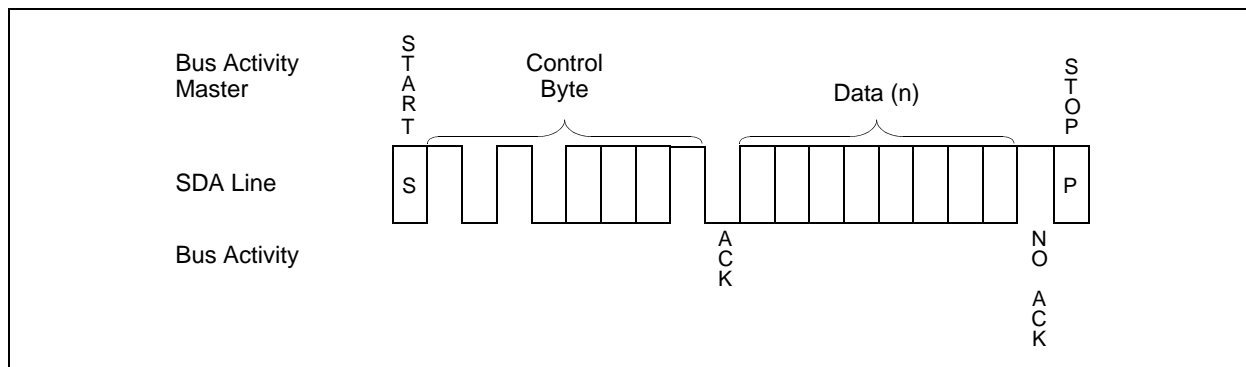 Bus Activity
Master
START
Control
Byte
Data (n)
STOP
SDA Line
S
P
Bus Activity
ACK
NO ACK